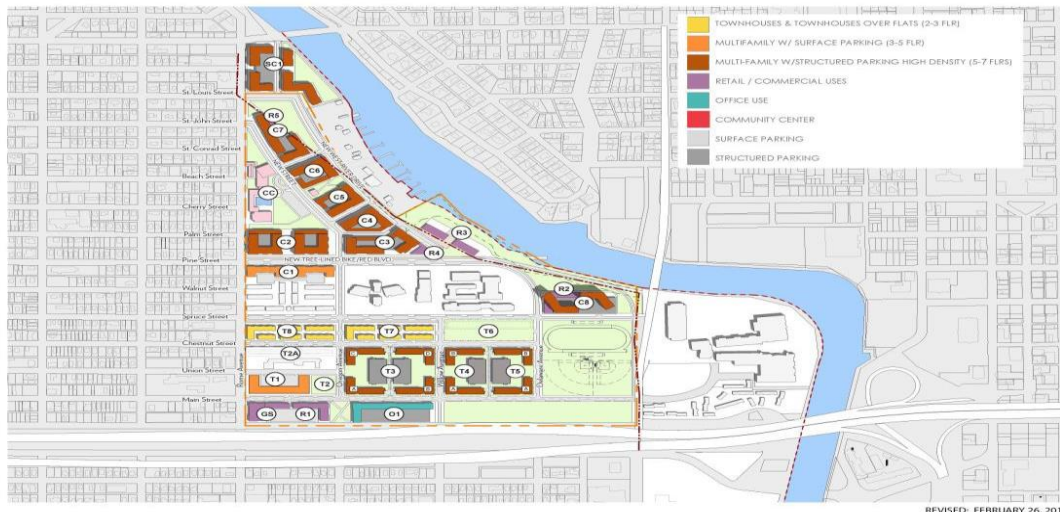 TOWNHOUSES & TOWNHOUSES OVER FLATS (2-3 FLR)
MULTIFAMILY W/ SURFACE PARKING (3-5 FLR)
MULTI-FAMILY W/STRUCTURED PARKING HIGH DENSITY (5-7 FLRS)
RETAIL / COMMERCIAL USES
OFFICE USE
COMMUNITY CENTER
SURFACE PARKING
STRUCTURED PARKING
SC1
St. Louis Street
R5
St. John Street
C7
St. Conrad Street
C6
Beach Street
CC
C5
Cherry Street
C4
R3
Palm Street
C2
C3
R4
Pine Street
NEW TREE-LINED BIKE/PED BLVD
C1
Walnut Street
R2
C8
Spruce Street
T8
T7
T6
Chestnut Street
T2A
Union Street
T3
T4
T5
T1
T2
Main Street
GS
R1
O1
Rome Avenue
REVISED: FEBRUARY 26, 201